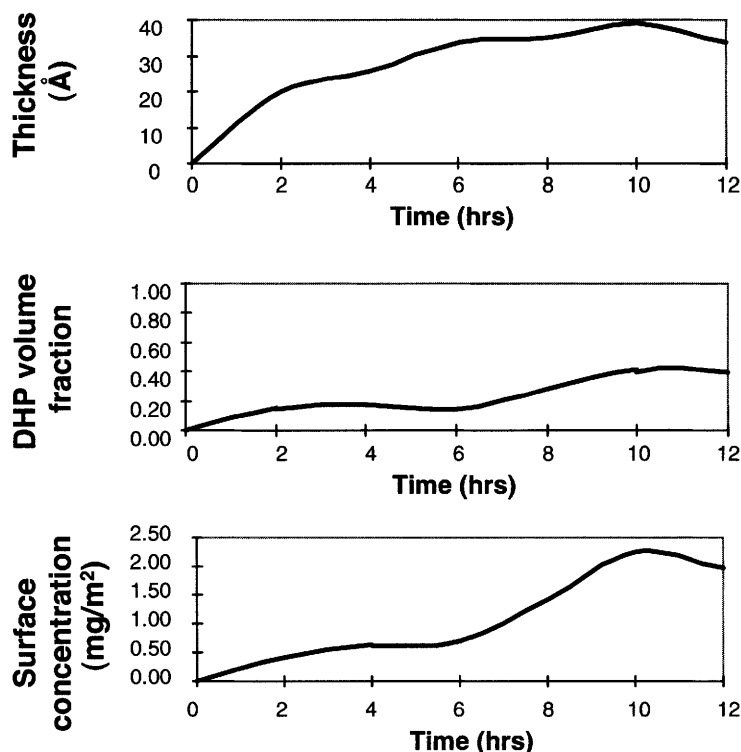 Thickness
(Å)
40
30
20
10
0
0 2 4 6 8 10 12
Time (hrs)
DHP volume
fraction
1.00
0.80
0.60
0.40
0.20
0.00
0 2 4 6 8 10 12
Time (hrs)
Surface
concentration
(mg/m²)
2.50
2.00
1.50
1.00
0.50
0.00
0 2 4 6 8 10 12
Time (hrs)